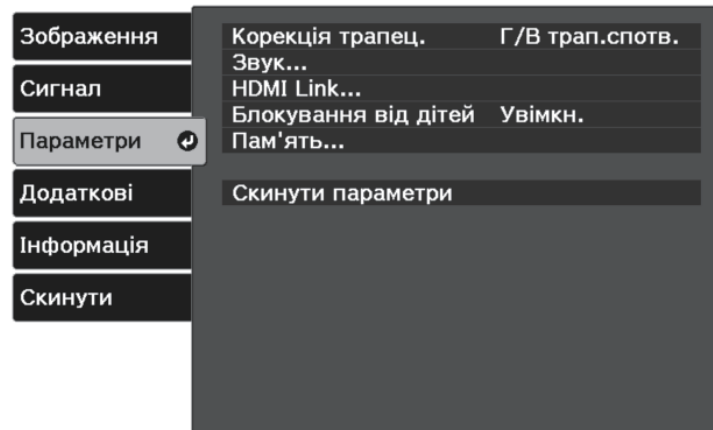 Зображення
Сигнал
Параметри
Додаткові
Інформація
Скинути
Корекція трапец. Г/В трап.спотв.
Звук...
HDMI Link...
Блокування від дітей Увімкн.
Пам'ять...
Скинути параметри